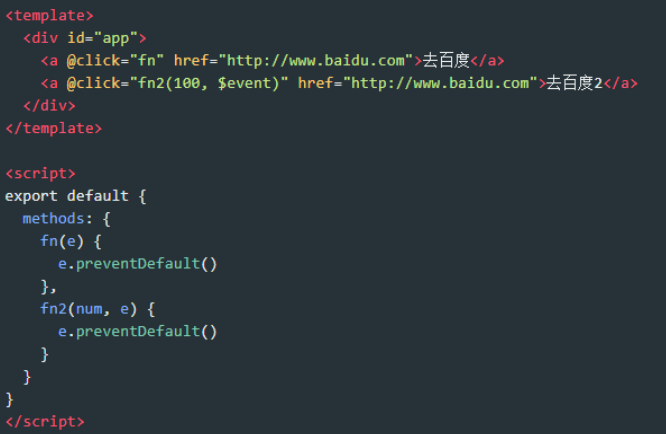 <template>
  <div id="app">
    <a @click="fn" href="http://www.baidu.com">去百度</a>
    <a @click="fn2(100, $event)" href="http://www.baidu.com">去百度2</a>
  </div>
</template>

<script>
export default {
  methods: {
    fn(e) {
      e.preventDefault()
    },
    fn2(num, e) {
      e.preventDefault()
    }
  }
}
</script>